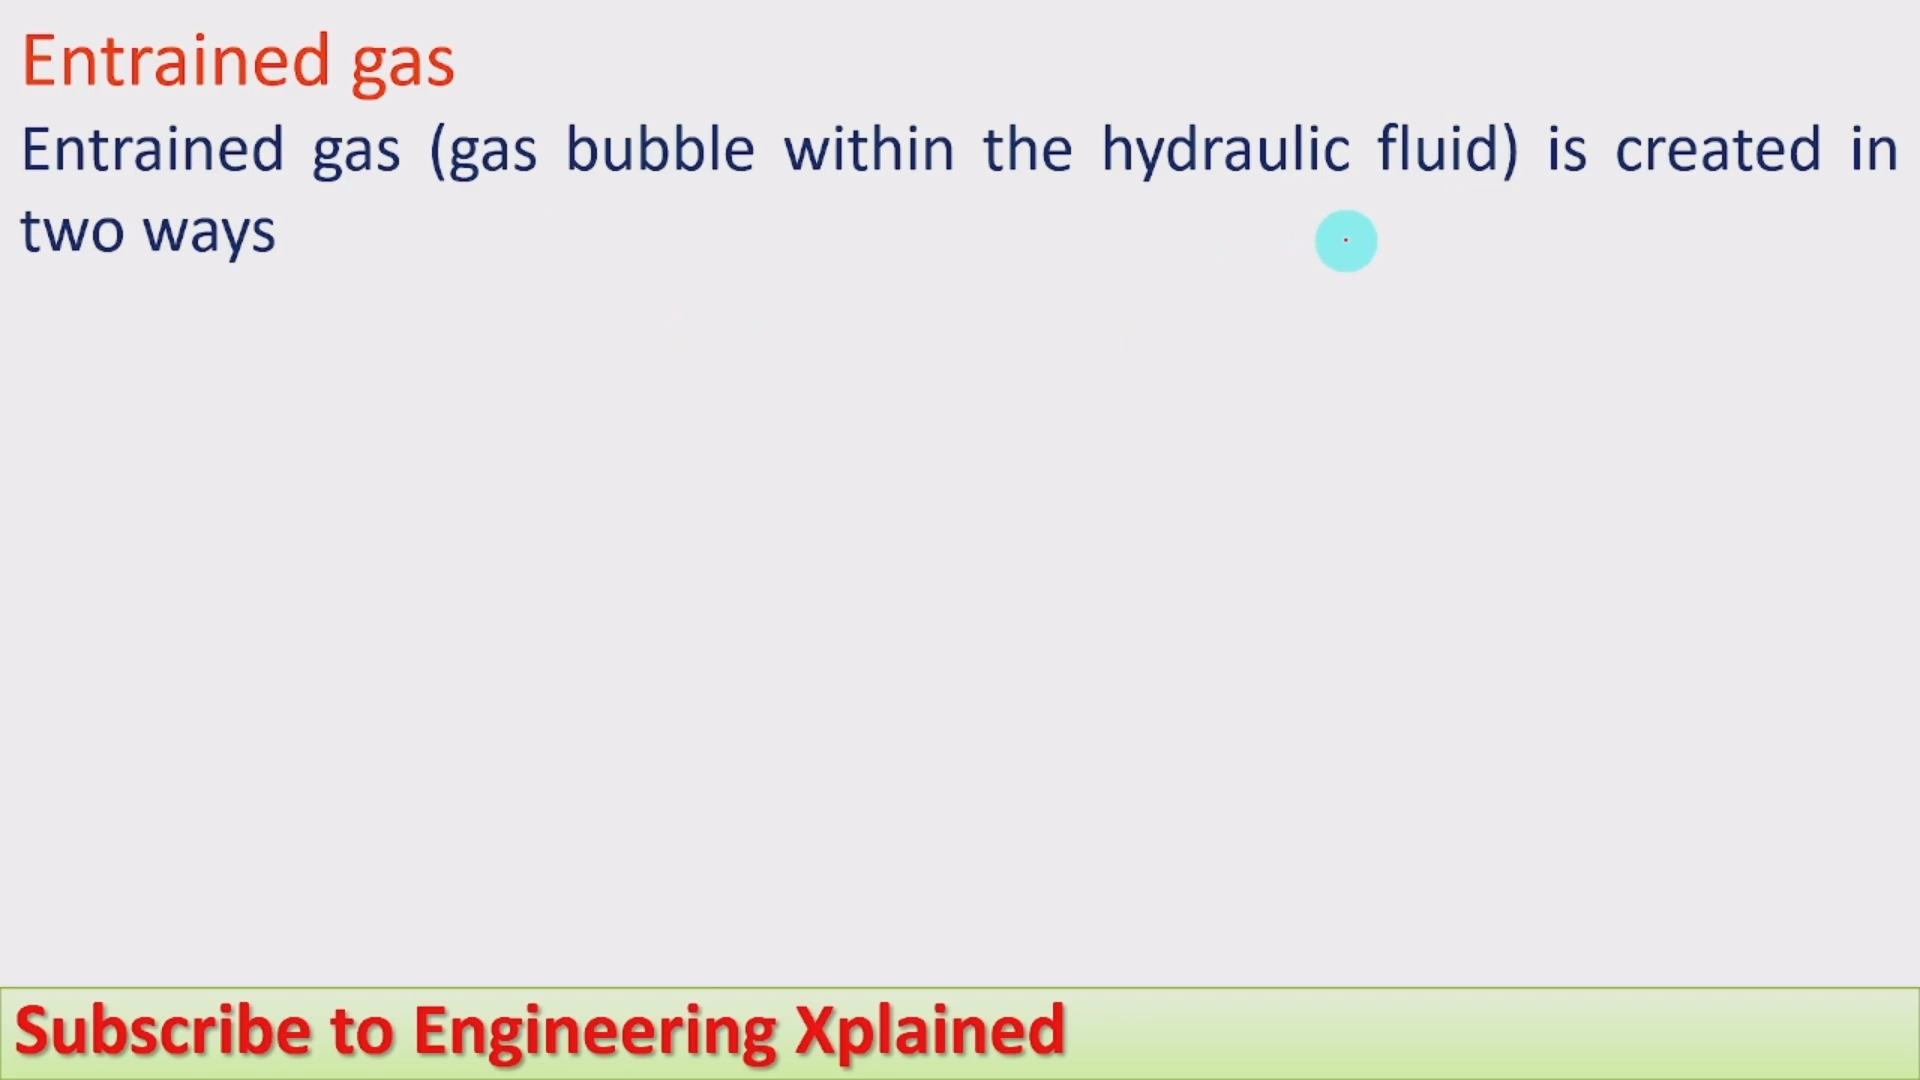 Entrained gas
Entrained gas (gas bubble within the hydraulic fluid) is created in
two ways
Subscribe to Engineering Xplained